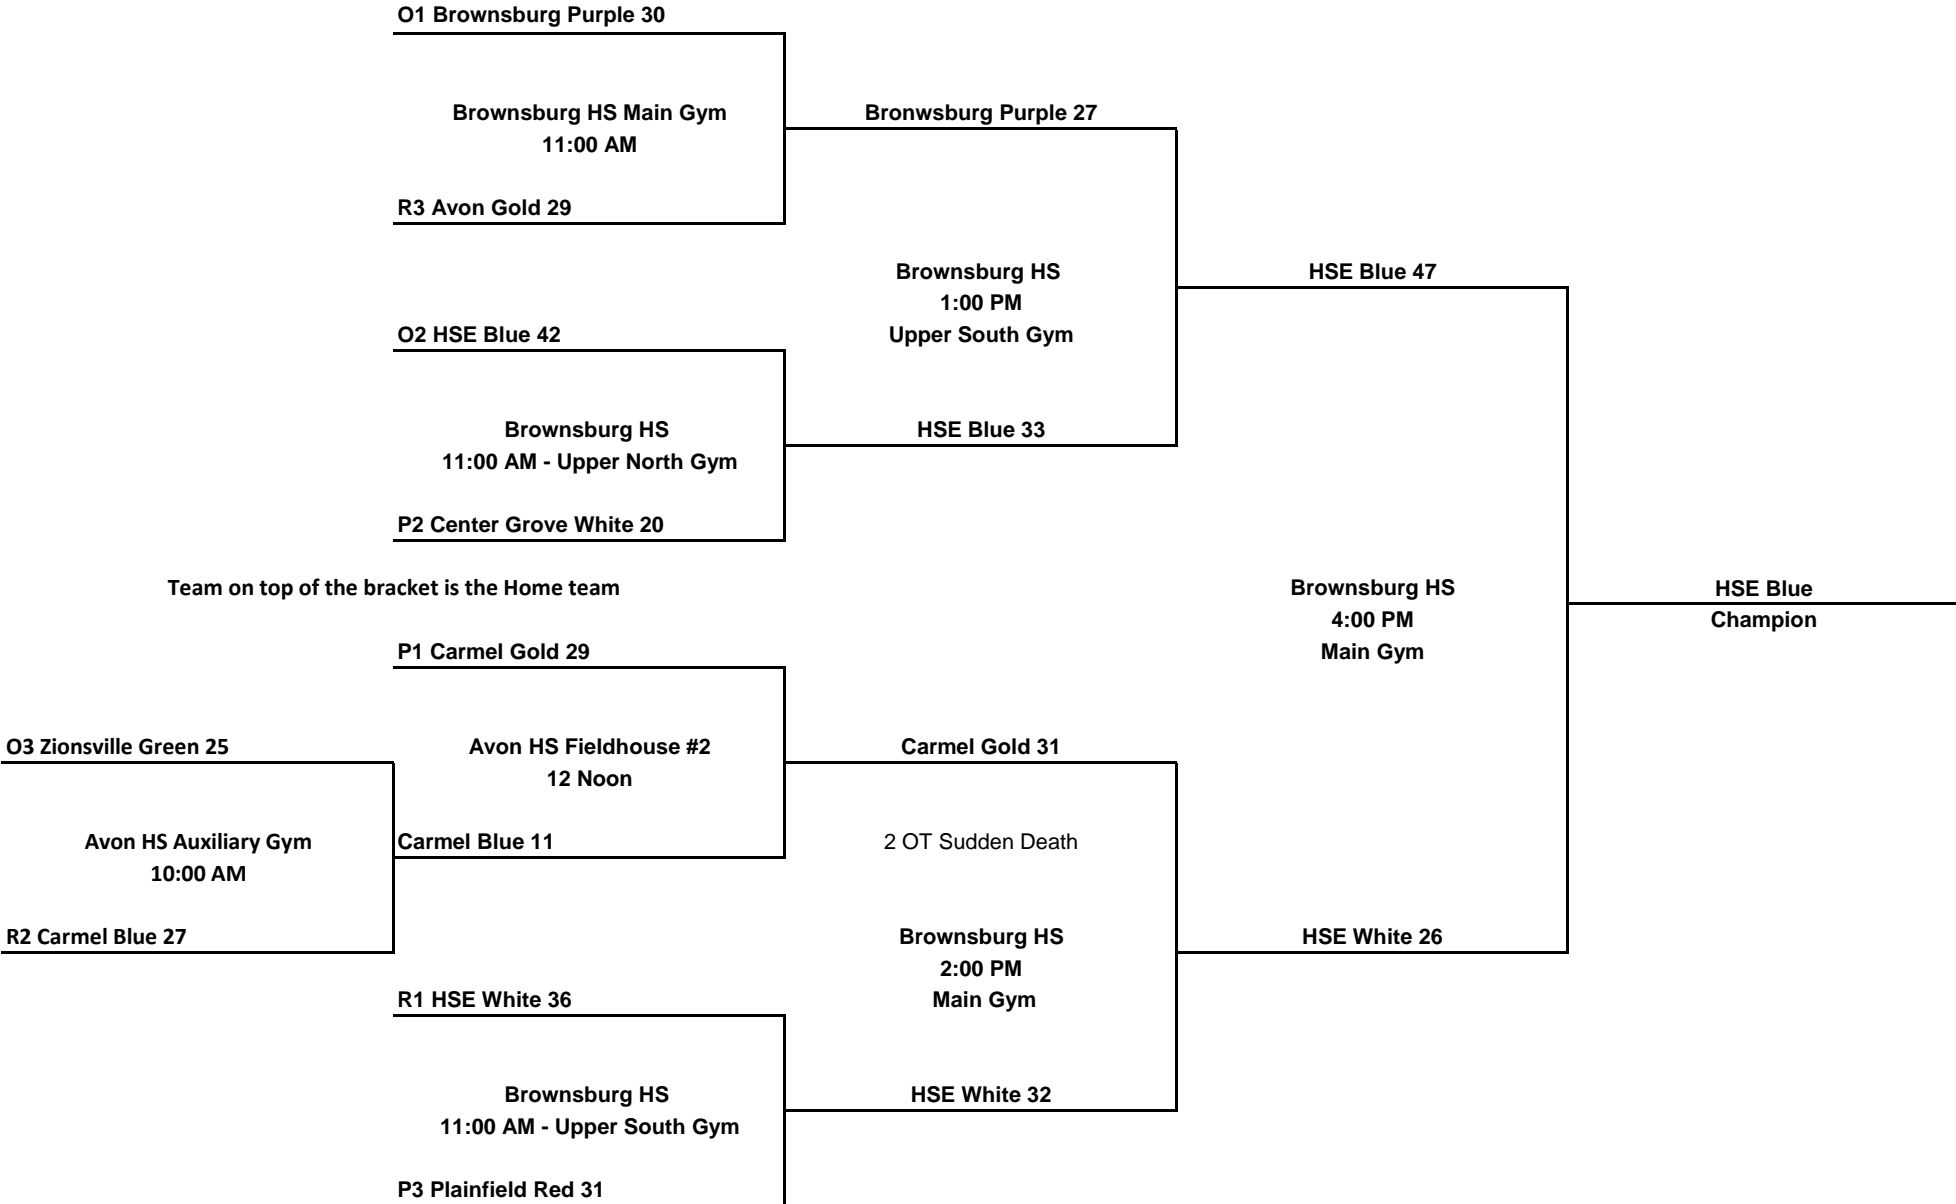 O1 Brownsburg Purple 30
Brownsburg HS Main Gym
11:00 AM
Bronwsburg Purple 27
R3 Avon Gold 29
Brownsburg HS
1:00 PM
Upper South Gym
HSE Blue 47
O2 HSE Blue 42
Brownsburg HS
11:00 AM - Upper North Gym
HSE Blue 33
P2 Center Grove White 20
Team on top of the bracket is the Home team
Brownsburg HS
4:00 PM
Main Gym
HSE Blue
Champion
P1 Carmel Gold 29
O3 Zionsville Green 25
Avon HS Fieldhouse #2
12 Noon
Carmel Gold 31
Avon HS Auxiliary Gym
10:00 AM
Carmel Blue 11
2 OT Sudden Death
R2 Carmel Blue 27
Brownsburg HS
2:00 PM
Main Gym
HSE White 26
R1 HSE White 36
Brownsburg HS
11:00 AM - Upper South Gym
HSE White 32
P3 Plainfield Red 31